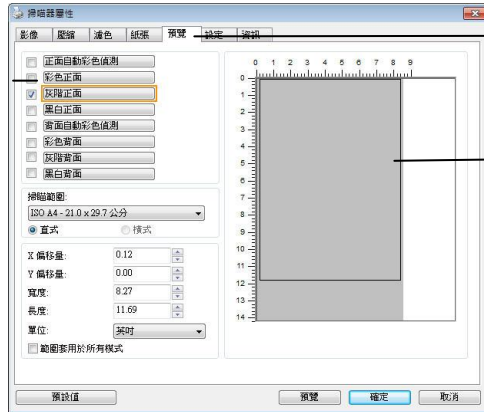 掃瞄器屬性
影像 壓縮 濾色 紙張 預覽 設定 資訊
正面自動彩色偵測
彩色正面
灰階正面
黑白正面
背面自動彩色偵測
彩色背面
灰階背面
黑白背面
掃瞄範圍:
ISO A4 - 21.0 x 29.7 公分
直式 橫式
X 偏移量: 0.12
Y 偏移量: 0.00
寬度: 8.27
長度: 11.69
單位: 英吋
範圍套用於所有模式
0 1 2 3 4 5 6 7 8 9
0
1
2
3
4
5
6
7
8
9
10
11
12
13
14
預設值 預覽 確定 取消